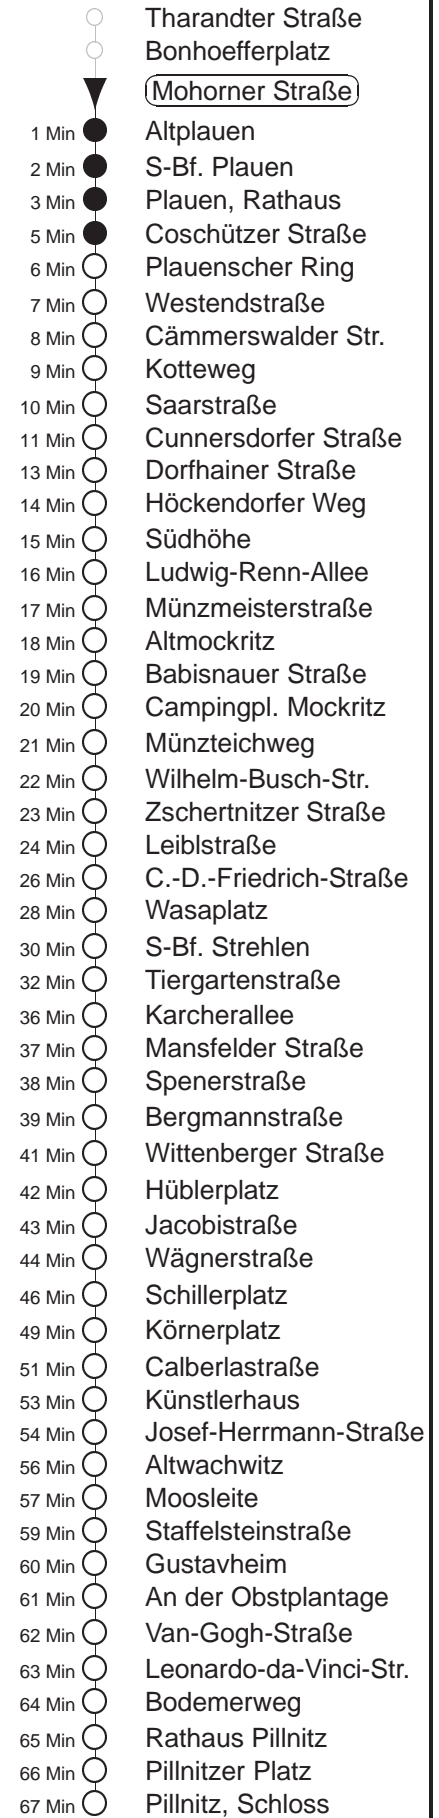 Tharandter Straße
Bonhoefferplatz
Mohorner Straße
1 Min Altplauen
2 Min S-Bf. Plauen
3 Min Plauen, Rathaus
5 Min Coschützer Straße
6 Min Plauenscher Ring
7 Min Westendstraße
8 Min Cämmerswalder Str.
9 Min Kotteweg
10 Min Saarstraße
11 Min Cunnersdorfer Straße
13 Min Dorfhainer Straße
14 Min Höckendorfer Weg
15 Min Südhöhe
16 Min Ludwig-Renn-Allee
17 Min Münzmeisterstraße
18 Min Altmockritz
19 Min Babisnauer Straße
20 Min Campingpl. Mockritz
21 Min Münzteichweg
22 Min Wilhelm-Busch-Str.
23 Min Zschertnitzer Straße
24 Min Leiblstraße
26 Min C.-D.-Friedrich-Straße
28 Min Wasaplatz
30 Min S-Bf. Strehlen
32 Min Tiergartenstraße
36 Min Karcherallee
37 Min Mansfelder Straße
38 Min Spenerstraße
39 Min Bergmannstraße
41 Min Wittenberger Straße
42 Min Hüblerplatz
43 Min Jacobistraße
44 Min Wägnerstraße
46 Min Schillerplatz
49 Min Körnerplatz
51 Min Calberlastraße
53 Min Künstlerhaus
54 Min Josef-Herrmann-Straße
56 Min Altwachwitz
57 Min Moosleite
59 Min Staffelsteinstraße
60 Min Gustavheim
61 Min An der Obstplantage
62 Min Van-Gogh-Straße
63 Min Leonardo-da-Vinci-Str.
64 Min Bodemerweg
65 Min Rathaus Pillnitz
66 Min Pillnitzer Platz
67 Min Pillnitz, Schloss